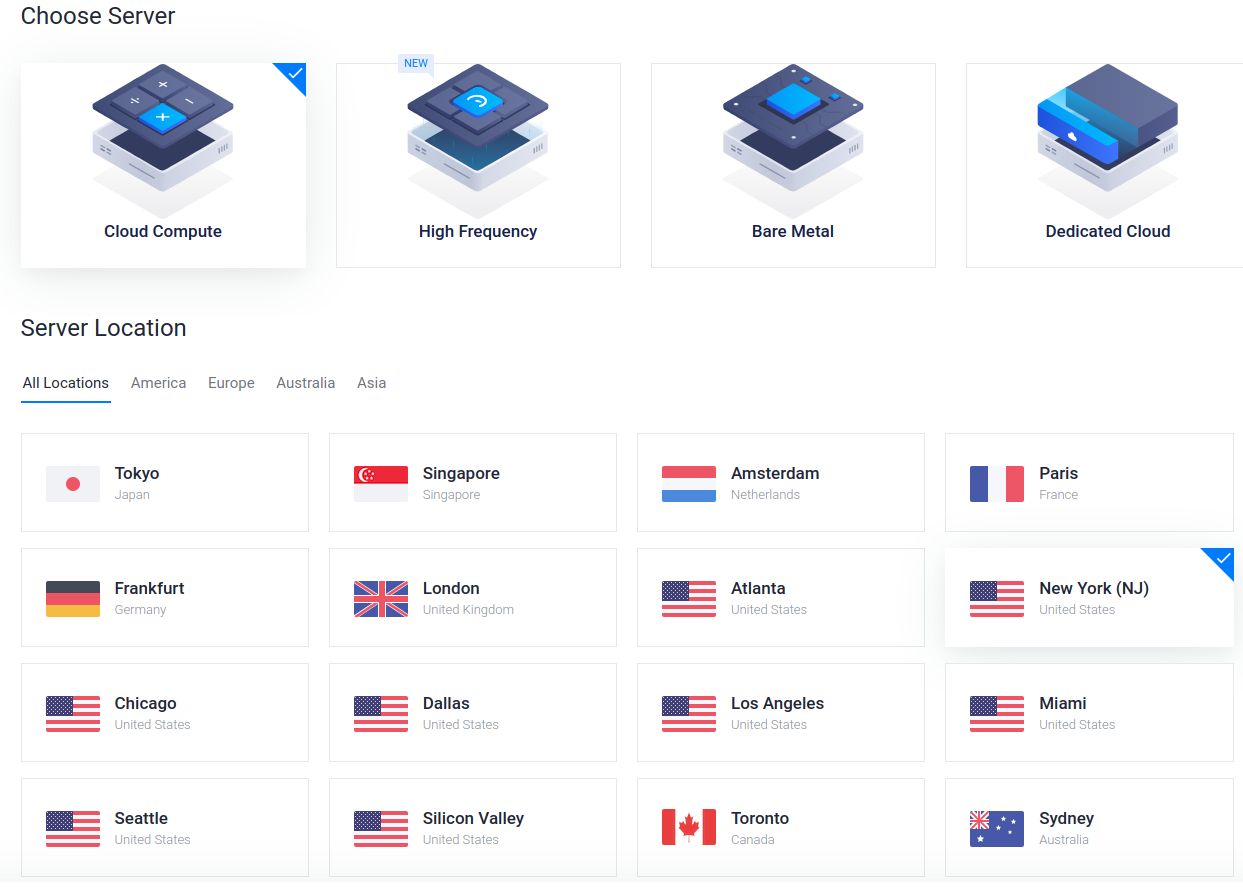 Choose Server
NEW
Cloud Compute
High Frequency
Bare Metal
Dedicated Cloud
Server Location
All Locations America Europe Australia Asia
Tokyo
Japan
Singapore
Singapore
Amsterdam
Netherlands
Paris
France
Frankfurt
Germany
London
United Kingdom
Atlanta
United States
New York (NJ)
United States
Chicago
United States
Dallas
United States
Los Angeles
United States
Miami
United States
Seattle
United States
Silicon Valley
United States
Toronto
Canada
Sydney
Australia